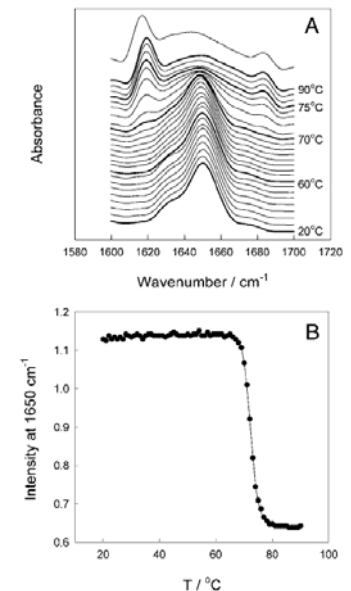 A
Absorbance
90°C
75°C
70°C
60°C
20°C
1580 1600 1620 1640 1660 1680 1700 1720
Wavenumber / cm-1
B
Intensity at 1650 cm-1
1.2
1.1
1.0
0.9
0.8
0.7
0.6
0 20 40 60 80 100
T / °C